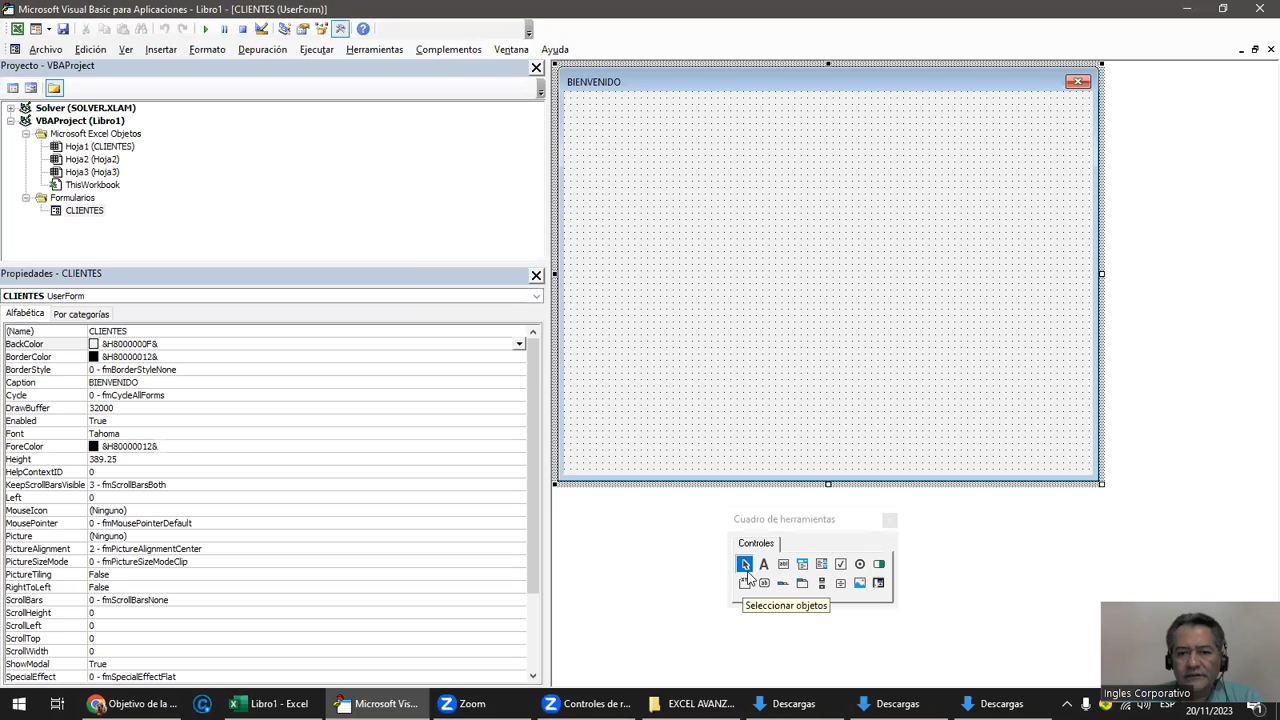 Microsoft Visual Basic para Aplicaciones - Libro1 - [CLIENTES (UserForm)]
Archivo Edición Ver Insertar Formato Depuración Ejecutar Herramientas Complementos Ventana Ayuda
Proyecto - VBAProject
Solver (SOLVER.XLAM)
VBAProject (Libro1)
Microsoft Excel Objetos
Hoja1 (CLIENTES)
Hoja2 (Hoja2)
Hoja3 (Hoja3)
ThisWorkbook
Formularios
CLIENTES
Propiedades - CLIENTES
CLIENTES UserForm
Alfabética Por categorías
(Name) CLIENTES
BackColor &H8000000F&
BorderColor &H80000012&
BorderStyle 0 - fmBorderStyleNone
Caption BIENVENIDO
Cycle 0 - fmCycleAllForms
DrawBuffer 32000
Enabled True
Font Tahoma
ForeColor &H80000012&
Height 389.25
HelpContextID 0
KeepScrollBarsVisible 3 - fmScrollBarsBoth
Left 0
MouseIcon (Ninguno)
MousePointer 0 - fmMousePointerDefault
Picture (Ninguno)
PictureAlignment 2 - fmPictureAlignmentCenter
PictureSizeMode 0 - fmPictureSizeModeClip
PictureTiling False
RightToLeft False
ScrollBars 0 - fmScrollBarsNone
ScrollHeight 0
ScrollLeft 0
ScrollTop 0
ScrollWidth 0
ShowModal True
SpecialEffect 0 - fmSpecialEffectFlat
BIENVENIDO
Cuadro de herramientas
Controles
Seleccionar objetos
Ingles Corporativo
Objetivo de la ... Libro1 - Excel Microsoft Vis... Zoom Controles de r... EXCEL AVANZ... Descargas Descargas Descargas ESP
20/11/2023